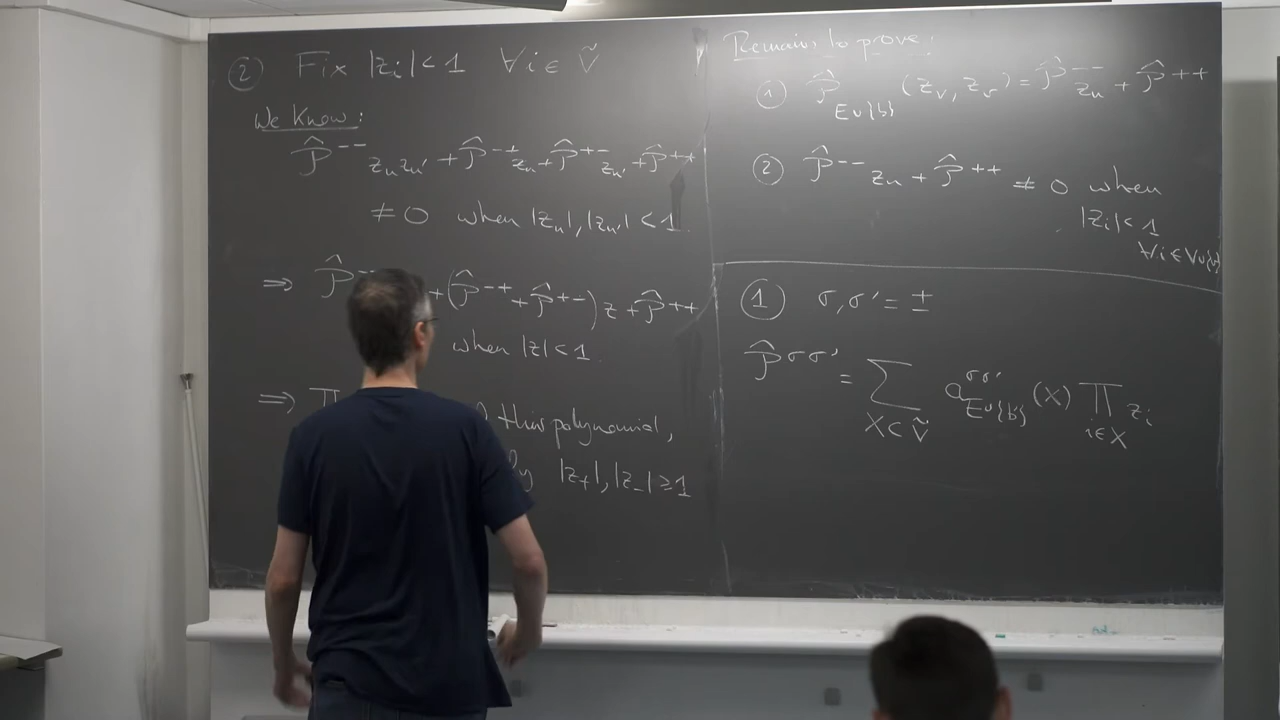 ② Fix |z_i| < 1 ∀ i ∈ Ṽ
We know:
P̂^{--} z_u z_{u'} + P̂^{-+} z_u + P̂^{+-} z_{u'} + P̂^{++}
≠ 0 when |z_u|, |z_{u'}| < 1
⇒ P̂ + (P̂^{-+} + P̂^{+-}) z + P̂^{++}
when |z| < 1.
⇒ this polynomial,
|z_+|, |z_-| ≥ 1
Remains to prove:
① P̂_{E∪{b}} (z_V, z_v) = P̂^{--} z_u + P̂^{++}
② P̂^{--} z_u + P̂^{++} ≠ 0 when
|z_i| < 1
∀ i ∈ V∪{v}
① σ, σ' = ±
P̂^{σσ'} = Σ_{X⊂Ṽ} a^{σσ'}_{E∪{b}} (X) Π_{i∈X} z_i